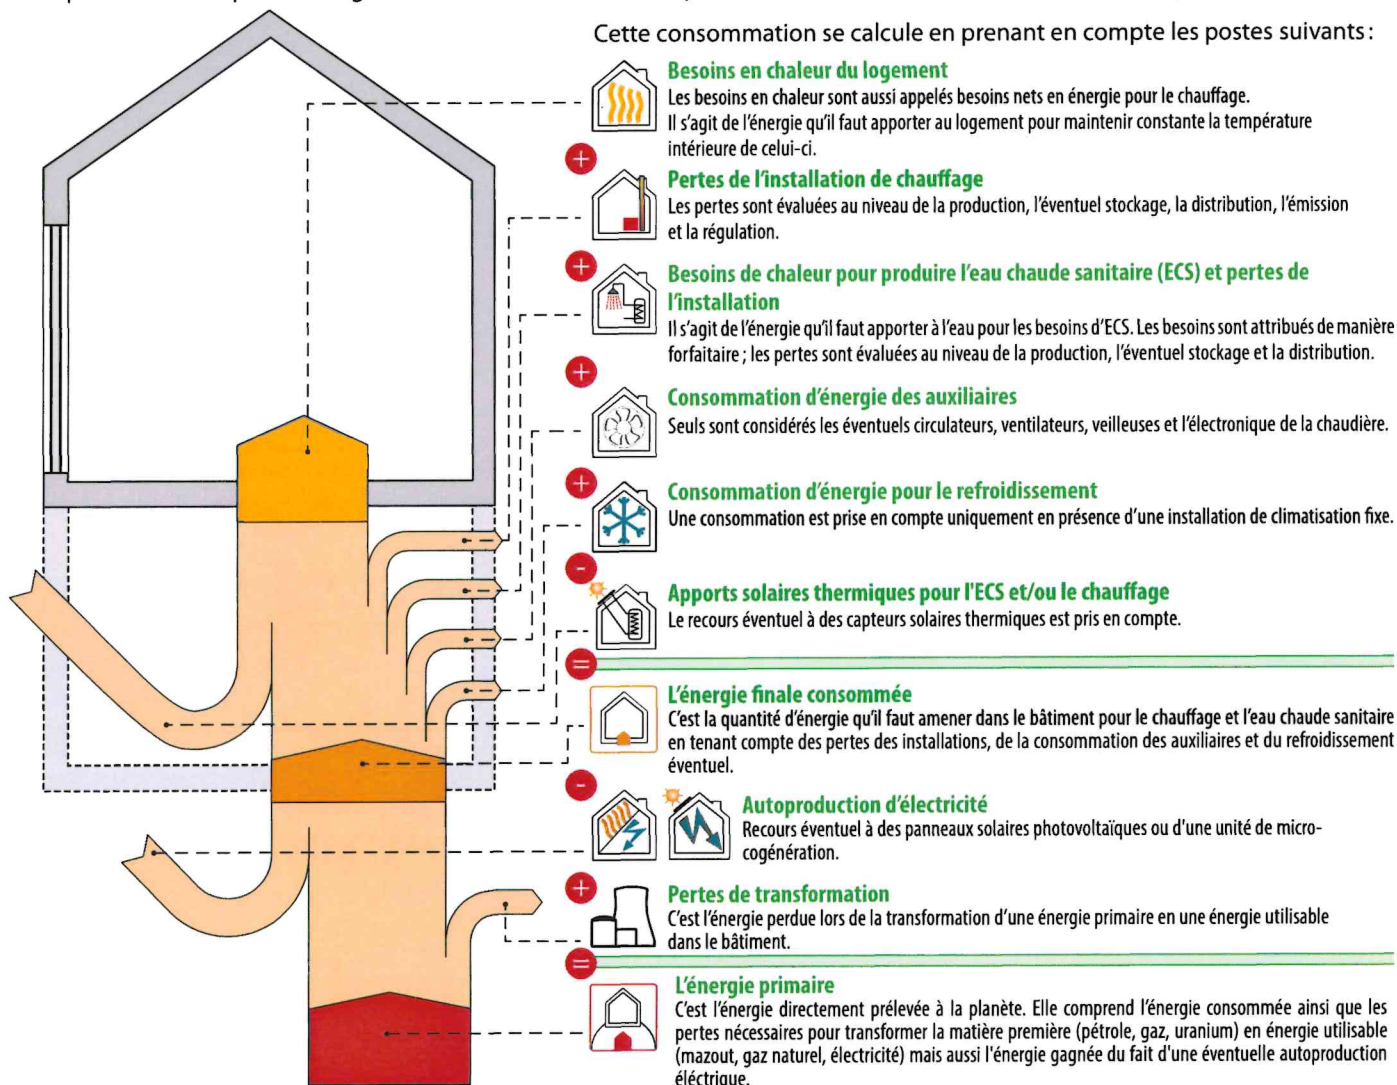 Cette consommation se calcule en prenant en compte les postes suivants :
Besoins en chaleur du logement
Les besoins en chaleur sont aussi appelés besoins nets en énergie pour le chauffage.
Il s'agit de l'énergie qu'il faut apporter au logement pour maintenir constante la température
intérieure de celui-ci.
+
Pertes de l'installation de chauffage
Les pertes sont évaluées au niveau de la production, l'éventuel stockage, la distribution, l'émission
et la régulation.
+
Besoins de chaleur pour produire l'eau chaude sanitaire (ECS) et pertes de
l'installation
Il s'agit de l'énergie qu'il faut apporter à l'eau pour les besoins d'ECS. Les besoins sont attribués de manière
forfaitaire ; les pertes sont évaluées au niveau de la production, l'éventuel stockage et la distribution.
+
Consommation d'énergie des auxiliaires
Seuls sont considérés les éventuels circulateurs, ventilateurs, veilleuses et l'électronique de la chaudière.
+
Consommation d'énergie pour le refroidissement
Une consommation est prise en compte uniquement en présence d'une installation de climatisation fixe.
-
Apports solaires thermiques pour l'ECS et/ou le chauffage
Le recours éventuel à des capteurs solaires thermiques est pris en compte.
=
L'énergie finale consommée
C'est la quantité d'énergie qu'il faut amener dans le bâtiment pour le chauffage et l'eau chaude sanitaire
en tenant compte des pertes des installations, de la consommation des auxiliaires et du refroidissement
éventuel.
-
Autoproduction d'électricité
Recours éventuel à des panneaux solaires photovoltaïques ou d'une unité de micro-
cogénération.
+
Pertes de transformation
C'est l'énergie perdue lors de la transformation d'une énergie primaire en une énergie utilisable
dans le bâtiment.
=
L'énergie primaire
C'est l'énergie directement prélevée à la planète. Elle comprend l'énergie consommée ainsi que les
pertes nécessaires pour transformer la matière première (pétrole, gaz, uranium) en énergie utilisable
(mazout, gaz naturel, électricité) mais aussi l'énergie gagnée du fait d'une éventuelle autoproduction
éléctrique.